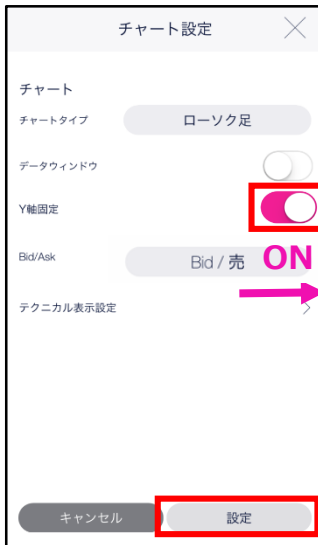 チャート設定
チャート
チャートタイプ ローソク足
データウィンドウ
Y軸固定
Bid/Ask Bid / 売 ON
テクニカル表示設定
キャンセル 設定